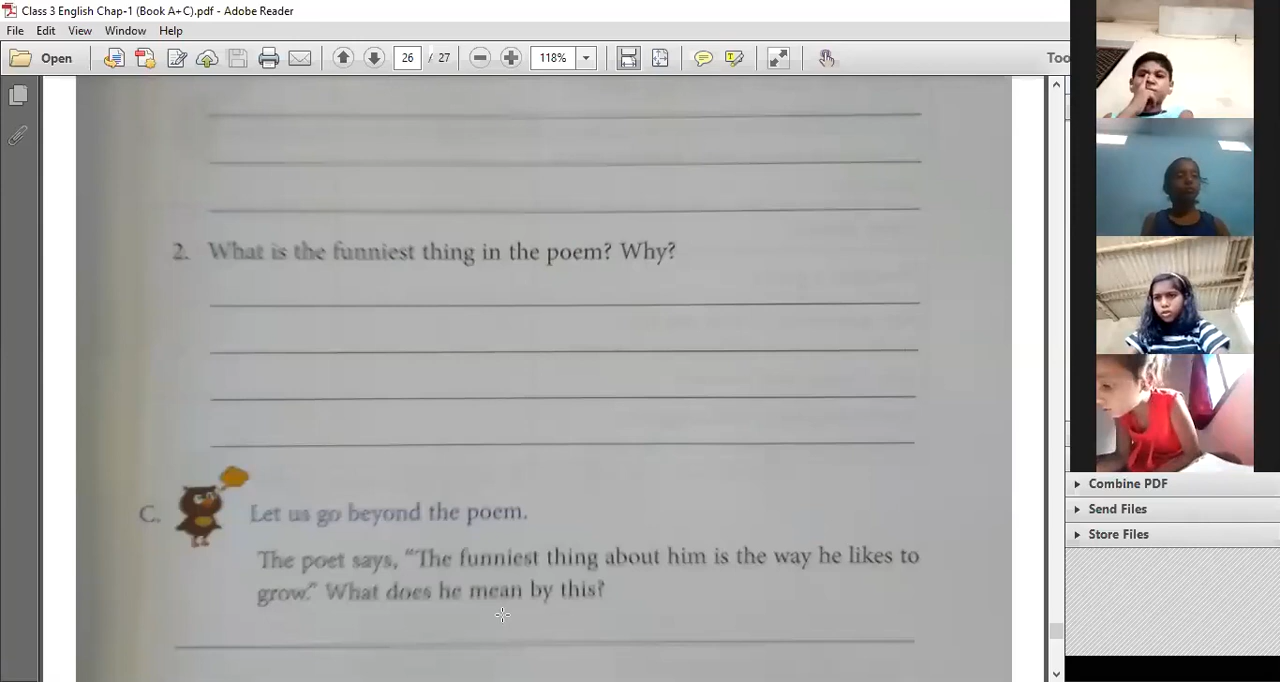 Class 3 English Chap-1 (Book A+C).pdf - Adobe Reader
File Edit View Window Help
Open 26 / 27 118% Too
2. What is the funniest thing in the poem? Why?
C. Let us go beyond the poem.
The poet says, “The funniest thing about him is the way he likes to
grow.” What does he mean by this?
Combine PDF
Send Files
Store Files